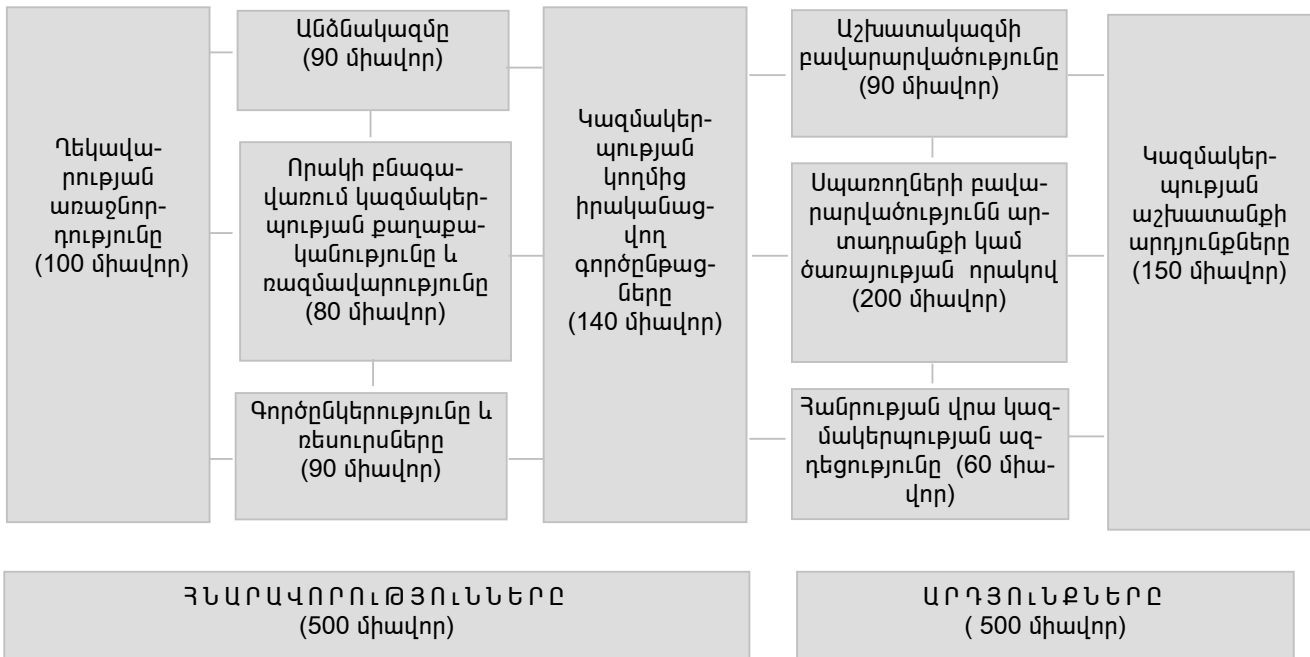 Ղեկավա-
րության
առաջնոր-
դությունը
(100 միավոր)
Անձնակազմը
(90 միավոր)
Որակի բնագա-
վառում կազմակեր-
պության քաղաքա-
կանությունը և
ռազմավարությունը
(80 միավոր)
Գործընկերությունը և
ռեսուրսները
(90 միավոր)
Կազմակեր-
պության
կողմից
իրականաց-
վող
գործընթաց-
ները
(140 միավոր)
Աշխատակազմի
բավարարվածությունը
(90 միավոր)
Սպառողների բավա-
րարվածությունն ար-
տադրանքի կամ
ծառայության որակով
(200 միավոր)
Հանրության վրա կազ-
մակերպության ազ-
դեցությունը (60 միա-
վոր)
Կազմակեր-
պության
աշխատանքի
արդյունքները
(150 միավոր)
ՀՆԱՐԱՎՈՐՈւԹՅՈւՆՆԵՐԸ
(500 միավոր)
ԱՐԴՅՈւՆՔՆԵՐԸ
( 500 միավոր)